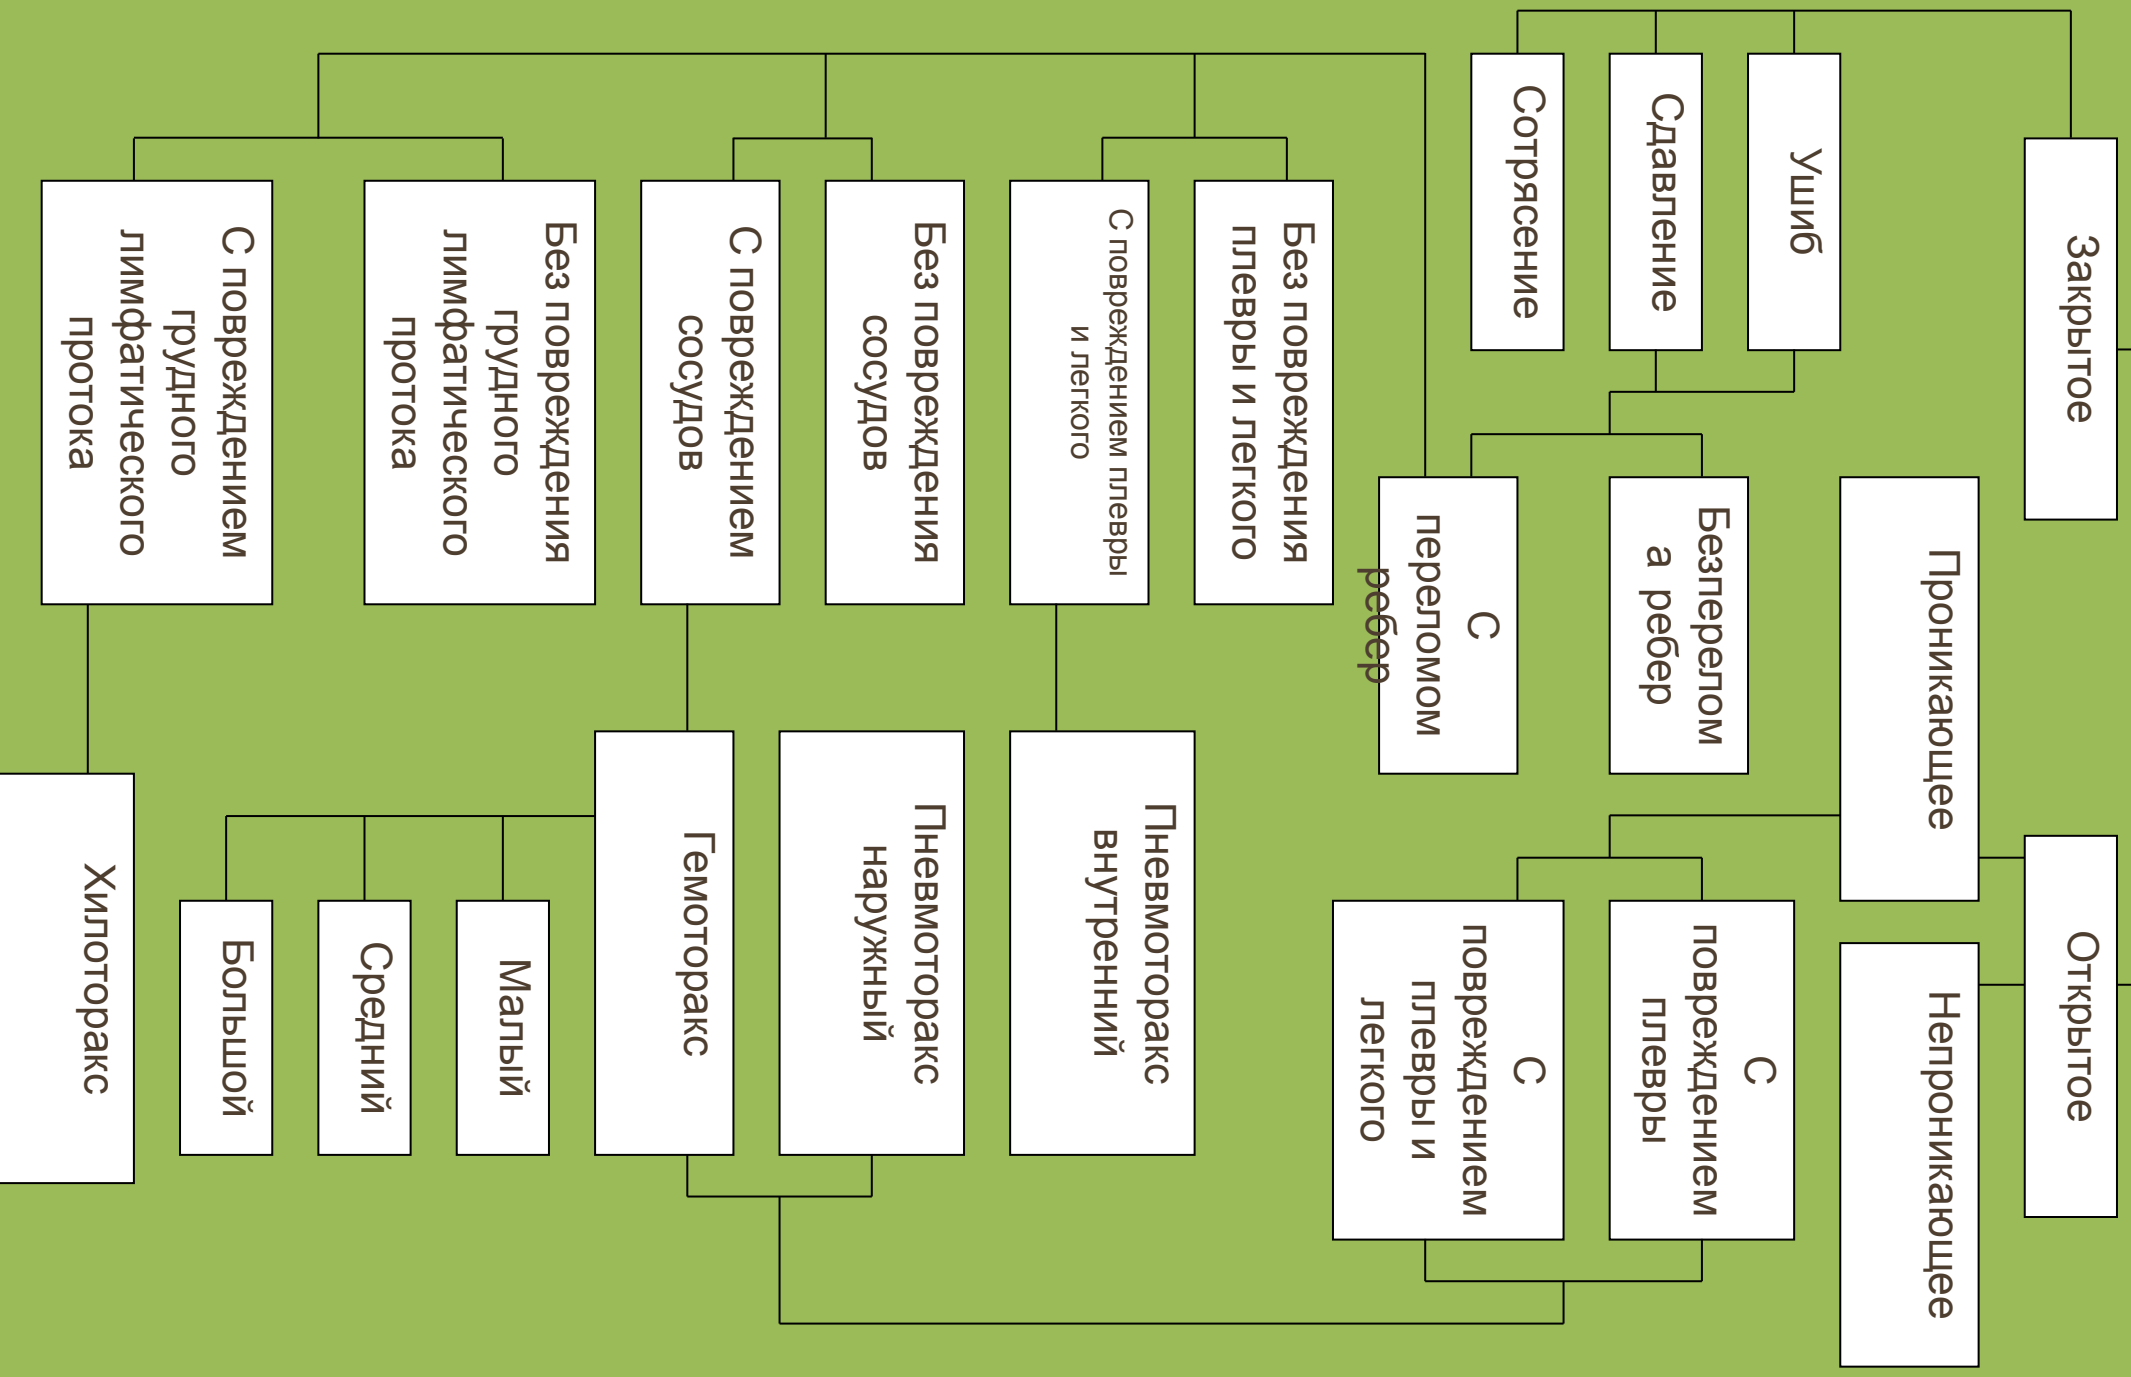 Закрытое
Открытое
Ушиб
Сдавление
Сотрясение
Проникающее
Непроникающее
Безперелом
а ребер
С
переломом
ребер
С
повреждением
плевры
С
повреждением
плевры и
легкого
Без повреждения
плевры и легкого
С повреждением плевры
и легкого
Пневмоторакс
внутренний
Без повреждения
сосудов
Пневмоторакс
наружный
С повреждением
сосудов
Гемоторакс
Без повреждения
грудного
лимфатического
протока
Малый
Средний
Большой
С повреждением
грудного
лимфатического
протока
Хилоторакс